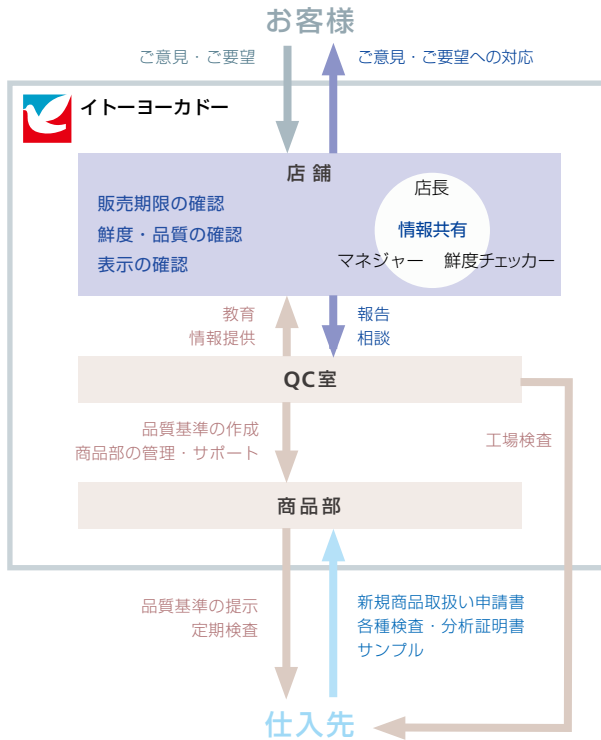 お客様
ご意見・ご要望
ご意見・ご要望への対応
イトーヨーカドー
店舗
販売期限の確認
鮮度・品質の確認
表示の確認
店長
情報共有
マネジャー
鮮度チェッカー
教育
情報提供
報告
相談
QC室
品質基準の作成
商品部の管理・サポート
工場検査
商品部
品質基準の提示
定期検査
新規商品取扱い申請書
各種検査・分析証明書
サンプル
仕入先